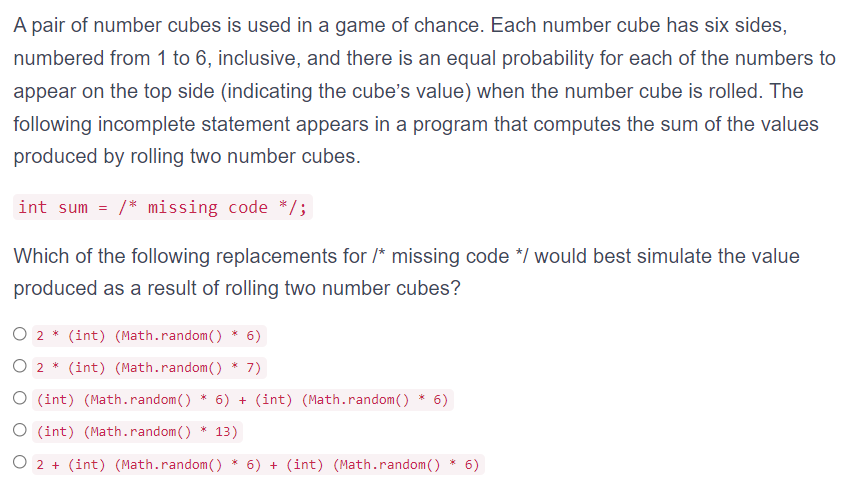 A pair of number cubes is used in a game of chance. Each number cube has six sides,
numbered from 1 to 6, inclusive, and there is an equal probability for each of the numbers to
appear on the top side (indicating the cube’s value) when the number cube is rolled. The
following incomplete statement appears in a program that computes the sum of the values
produced by rolling two number cubes.
int sum = /* missing code */;
Which of the following replacements for /* missing code */ would best simulate the value
produced as a result of rolling two number cubes?
2 * (int) (Math.random() * 6)
2 * (int) (Math.random() * 7)
(int) (Math.random() * 6) + (int) (Math.random() * 6)
(int) (Math.random() * 13)
2 + (int) (Math.random() * 6) + (int) (Math.random() * 6)